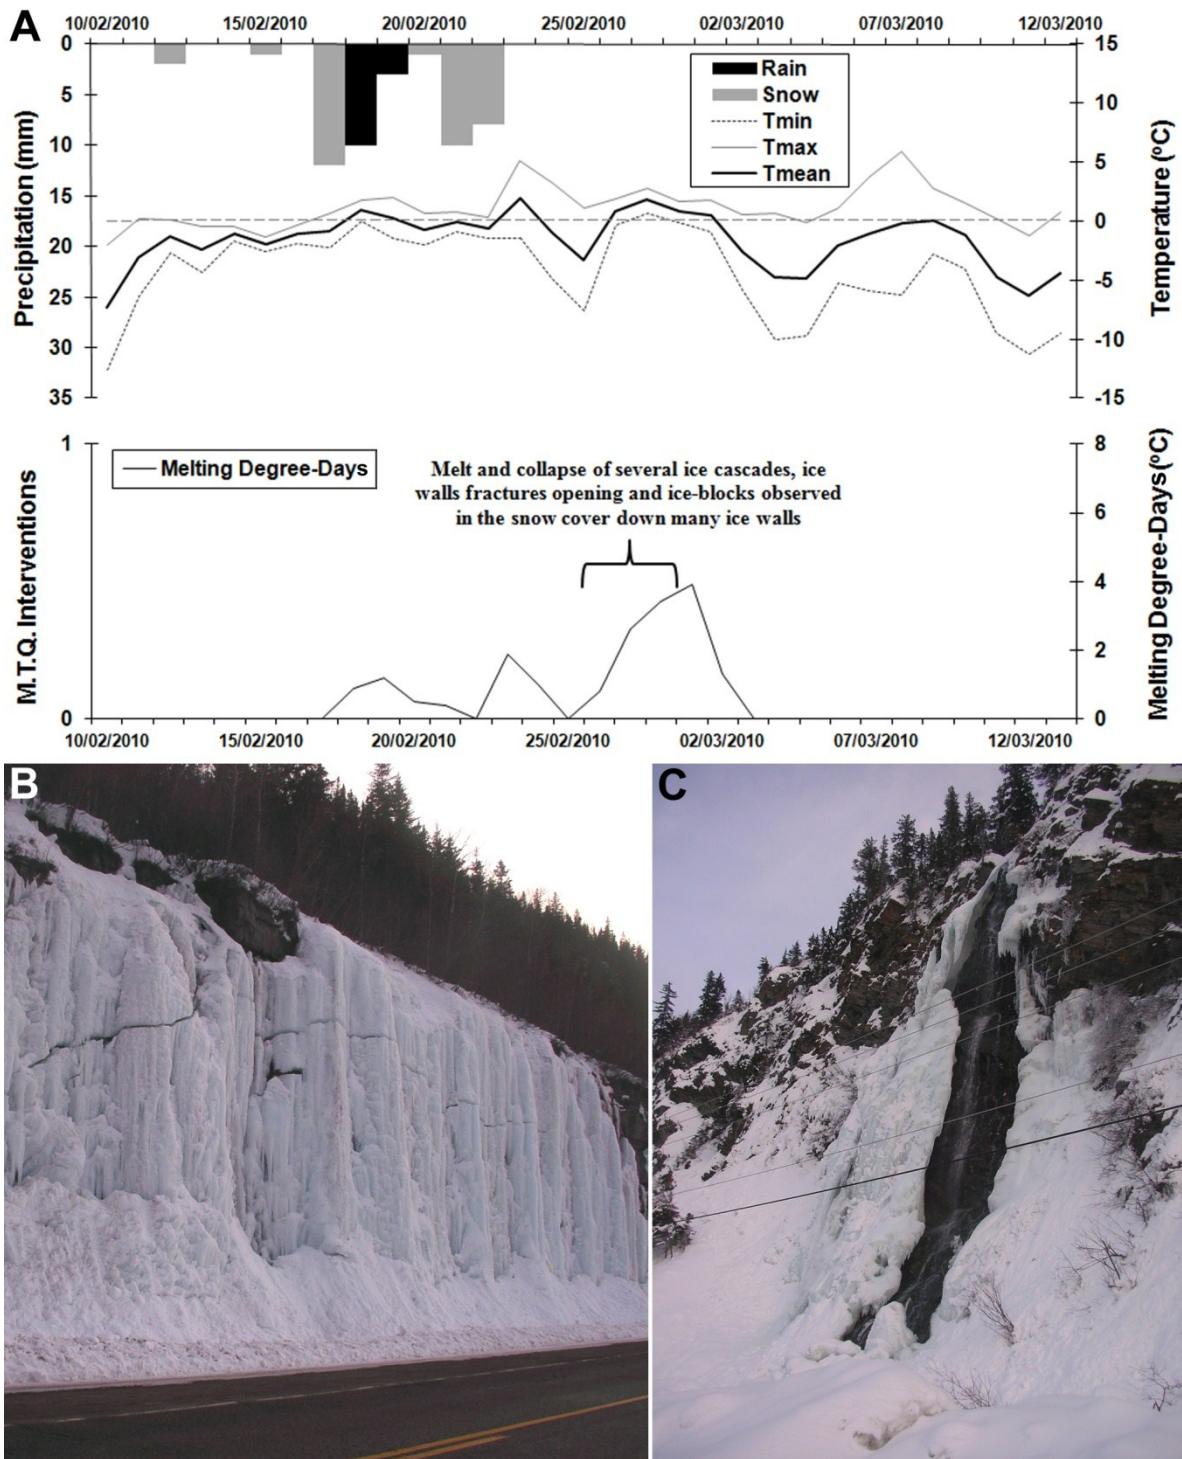 A
10/02/2010 15/02/2010 20/02/2010 25/02/2010 02/03/2010 07/03/2010 12/03/2010
Precipitation (mm)
0
5
10
15
20
25
30
35
Rain
Snow
Tmin
Tmax
Tmean
15
10
5
0
-5
-10
-15
Temperature (ºC)
M.T.Q. Interventions
1
0
Melting Degree-Days
Melt and collapse of several ice cascades, ice
walls fractures opening and ice-blocks observed
in the snow cover down many ice walls
8
6
4
2
0
Melting Degree-Days(ºC)
10/02/2010 15/02/2010 20/02/2010 25/02/2010 02/03/2010 07/03/2010 12/03/2010
B
C